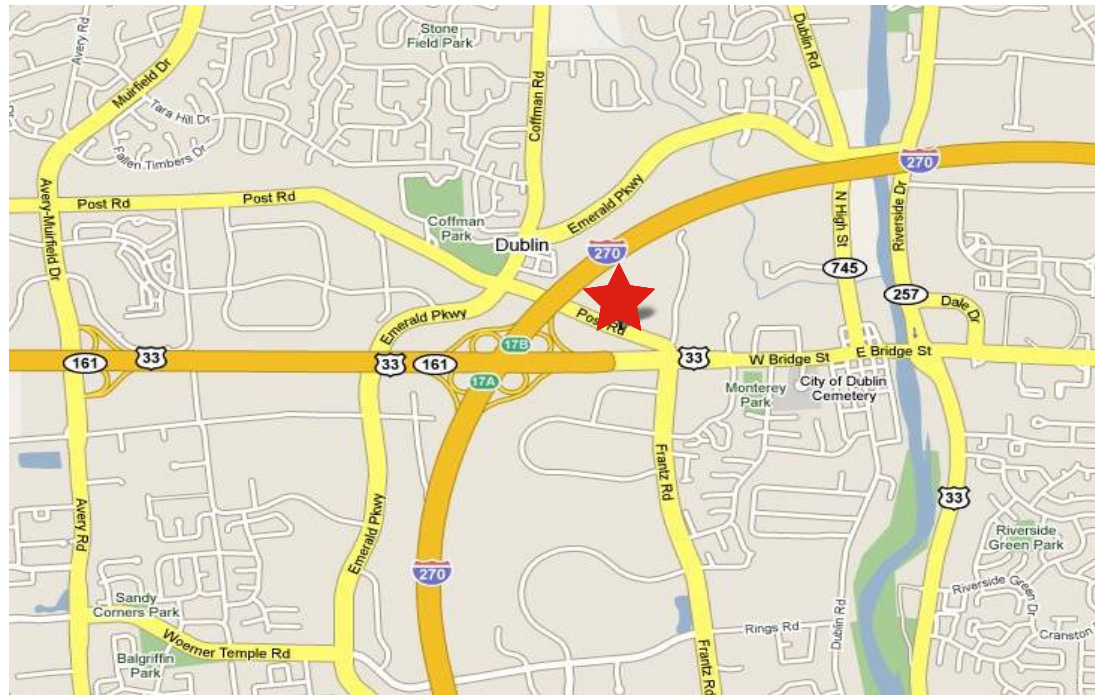 Avery Rd
Muirfield Dr
Stone
Field Park
Coffman Rd
Dublin Rd
Tara Hill Dr
Fallen Timbers Dr
270
Avery-Muirfield Dr
Post Rd
Post Rd
Emerald Pkwy
N High St
Riverside Dr
Coffman
Park
Dublin
270
745
257
Dale Dr
Emerald Pkwy
Post Rd
161
33
33
161
17B
17A
33
W Bridge St
E Bridge St
Monterey
Park
City of Dublin
Cemetery
Frantz Rd
Avery Rd
Emerald Pkwy
33
Riverside
Green Park
270
Sandy
Corners Park
Riverside Green Dr
Dublin Rd
Rings Rd
Cranston Dr
Woerner Temple Rd
Frantz Rd
Balgriffin
Park